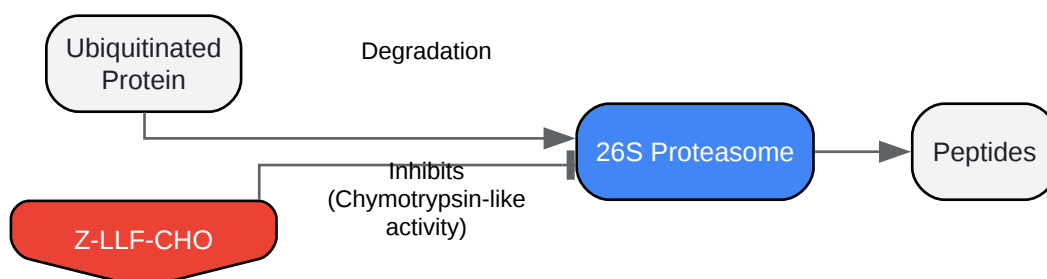 Ubiquitinated
Protein
Degradation
26S Proteasome
Peptides
Inhibits
(Chymotrypsin-like
activity)
Z-LLF-CHO